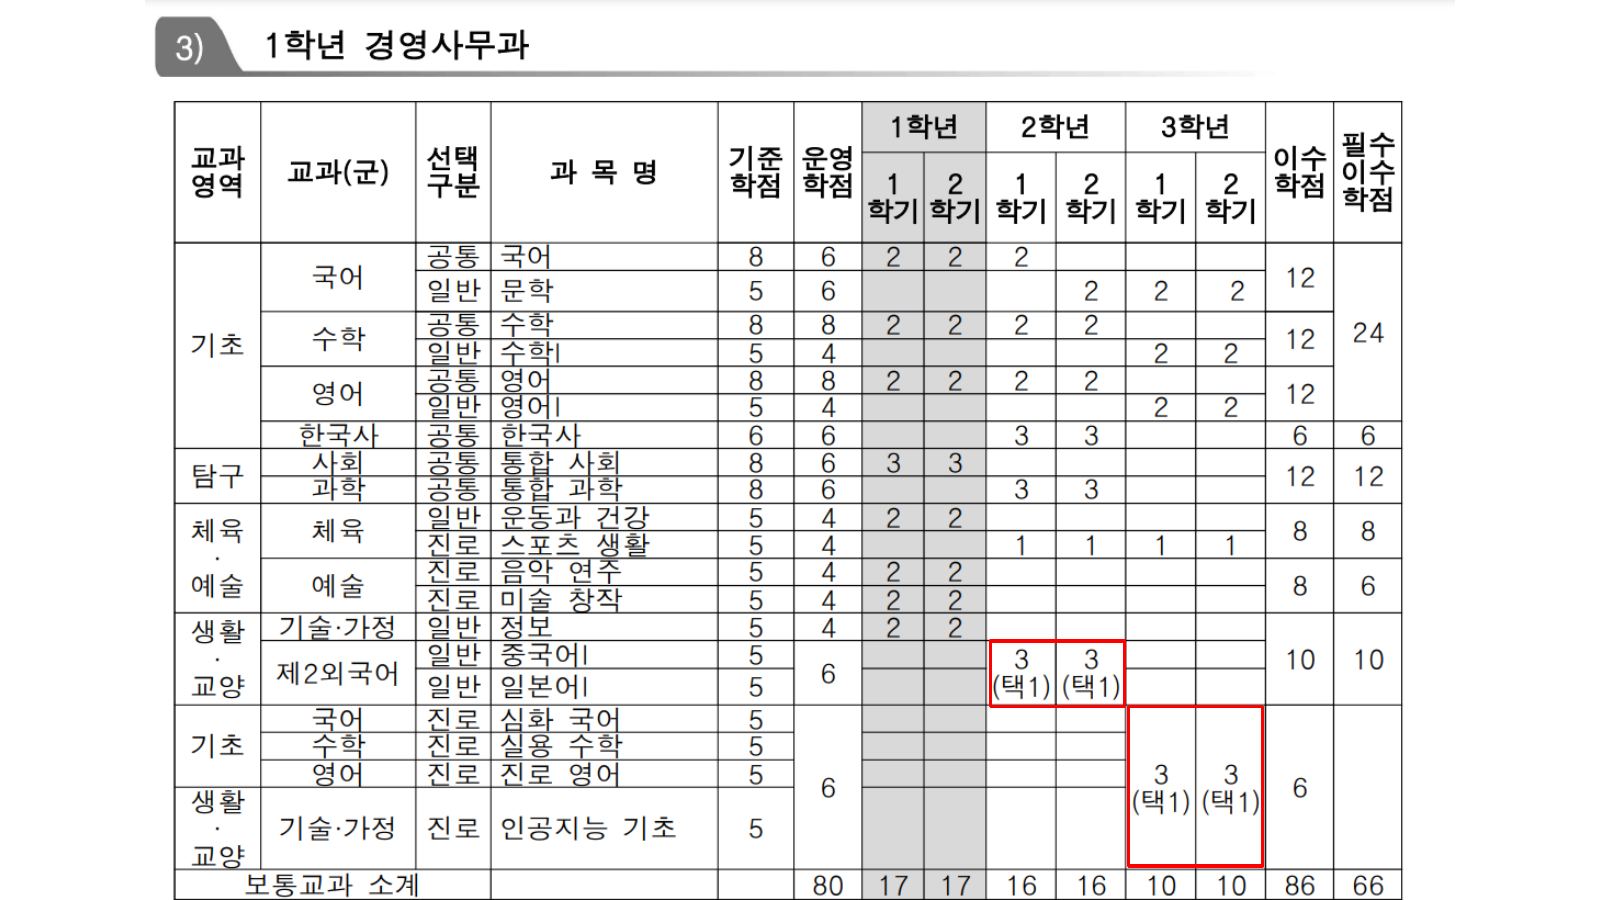 3) 1학년 경영사무과
교과 영역 교과(군) 선택 구분 과 목 명 기준 학점 운영 학점 1학년 2학년 3학년 이수 학점 필수 이수 학점
1 학기 2 학기 1 학기 2 학기 1 학기 2 학기
기초 국어 공통 국어 8 6 2 2 2 12 24
일반 문학 5 6 2 2 2
수학 공통 수학 8 8 2 2 2 2 12
일반 수학Ⅰ 5 4 2 2
영어 공통 영어 8 8 2 2 2 2 12
일반 영어Ⅰ 5 4 2 2
한국사 공통 한국사 6 6 3 3 6 6
탐구 사회 공통 통합 사회 8 6 3 3 12 12
과학 공통 통합 과학 8 6 3 3
체육·예술 체육 일반 운동과 건강 5 4 2 2 8 8
진로 스포츠 생활 5 4 1 1 1 1
예술 진로 음악 연주 5 4 2 2 8 6
진로 미술 창작 5 4 2 2
생활·교양 기술·가정 일반 정보 5 4 2 2 10 10
제2외국어 일반 중국어Ⅰ 5 6 3 (택1) 3 (택1)
일반 일본어Ⅰ 5
기초 국어 진로 심화 국어 5 6 3 (택1) 3 (택1) 6
수학 진로 실용 수학 5
영어 진로 진로 영어 5
생활·교양 기술·가정 진로 인공지능 기초 5
보통교과 소계 80 17 17 16 16 10 10 86 66